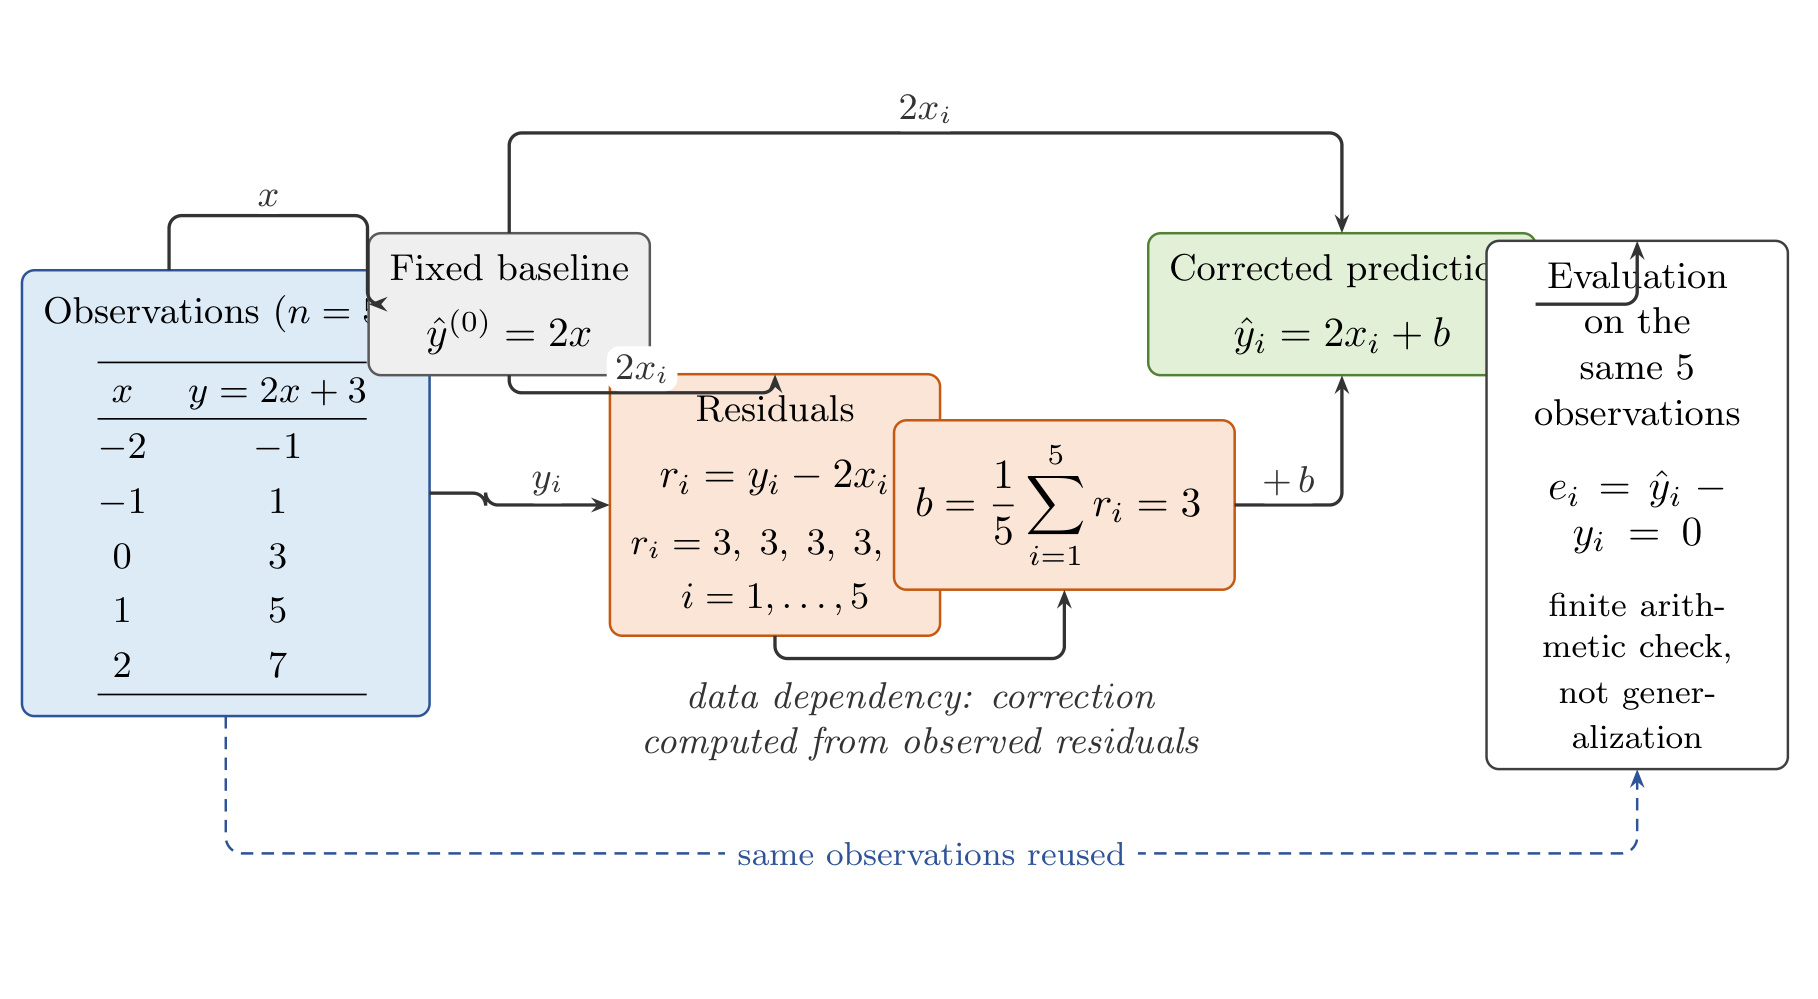 2x_i
x
Observations (n =
x y = 2x + 3
−2 −1
−1 1
0 3
1 5
2 7
Fixed baseline
ŷ^{(0)} = 2x
2x_i
y_i
Residuals
r_i = y_i − 2x_i
r_i = 3, 3, 3, 3,
i = 1, . . . , 5
b = \frac{1}{5} \sum_{i=1}^{5} r_i = 3
+ b
Corrected predictio
ŷ_i = 2x_i + b
Evaluation
on the
same 5
observations
e_i = ŷ_i −
y_i = 0
finite arith-
metic check,
not gener-
alization
data dependency: correction
computed from observed residuals
same observations reused